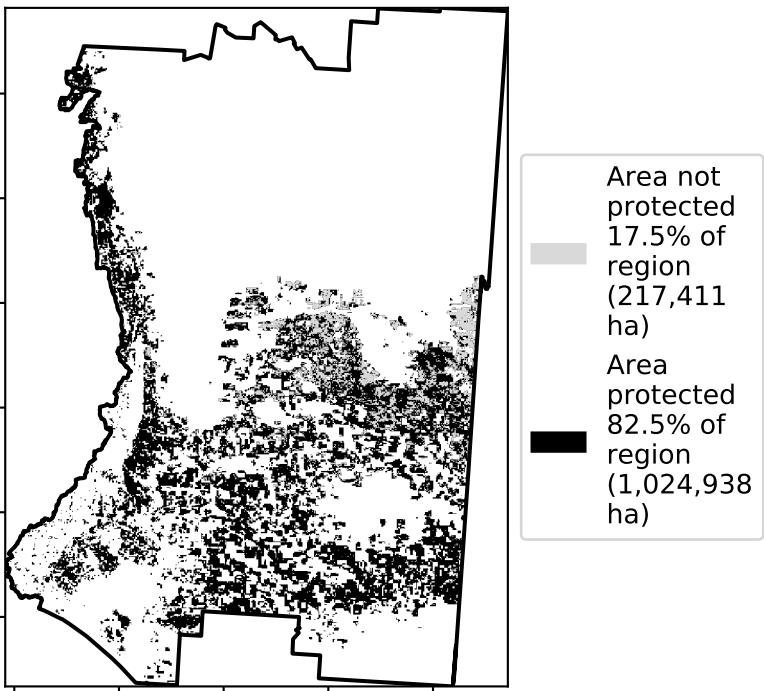 Area not
protected
17.5% of
region
(217,411
ha)
Area
protected
82.5% of
region
(1,024,938
ha)